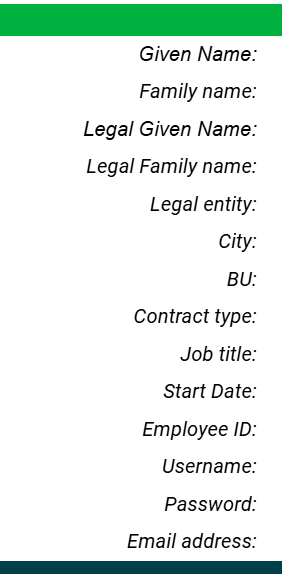 Given Name:
Family name:
Legal Given Name:
Legal Family name:
Legal entity:
City:
BU:
Contract type:
Job title:
Start Date:
Employee ID:
Username:
Password:
Email address: